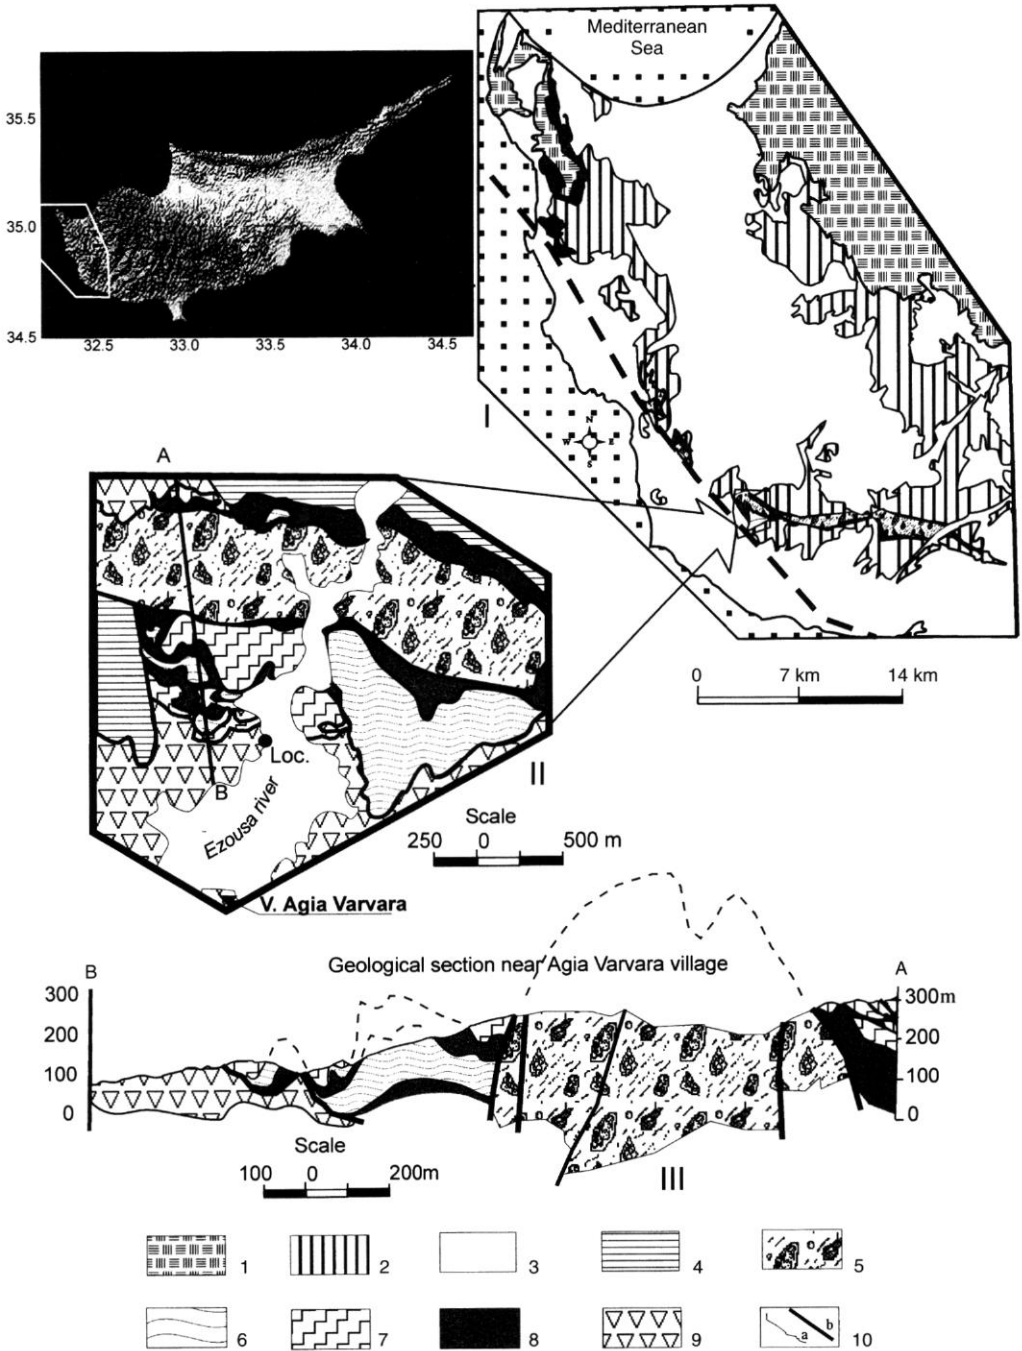 Mediterranean
Sea
35.5
35.0
34.5
32.5 33.0 33.5 34.0 34.5
I
N
W E
S
0 7 km 14 km
A
Loc.
B
Ezousa river
II
Scale
250 0 500 m
V. Agia Varvara
Geological section near Agia Varvara village
B
A
300
200
100
0
300m
200
100
0
Scale
100 0 200m
III
1 2 3 4 5
6 7 8 9 a b 10